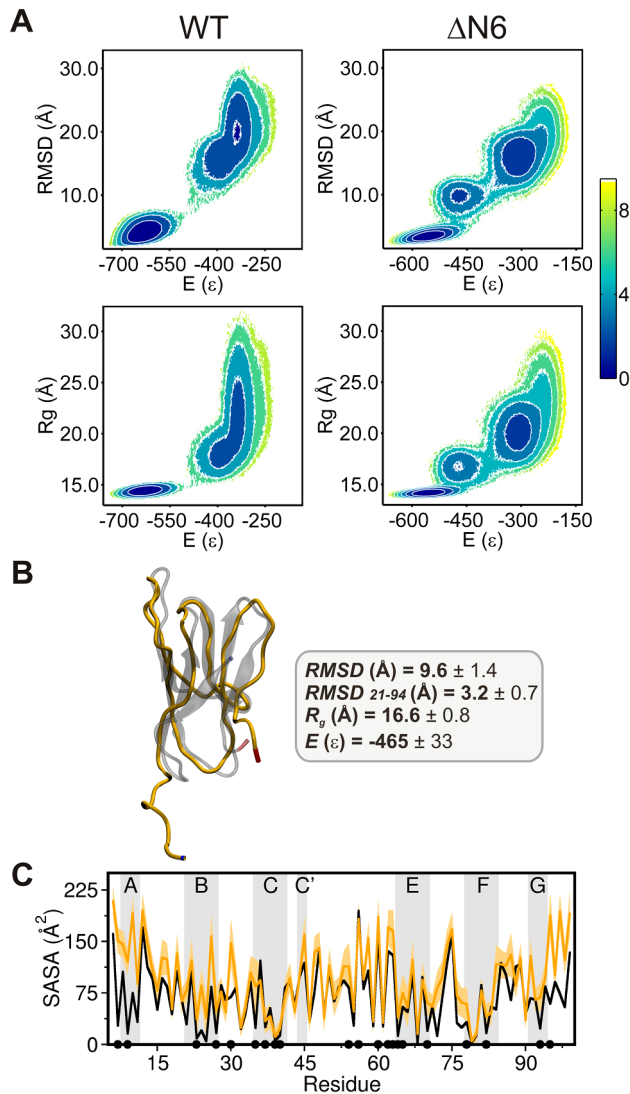 A
WT
ΔN6
RMSD (Å)
30.0
20.0
10.0
-700 -550 -400 -250
E (ε)
RMSD (Å)
30.0
20.0
10.0
-600 -450 -300 -150
E (ε)
Rg (Å)
30.0
25.0
20.0
15.0
-700 -550 -400 -250
E (ε)
Rg (Å)
30.0
25.0
20.0
15.0
-600 -450 -300 -150
E (ε)
8
4
0
B
RMSD (Å) = 9.6 ± 1.4
RMSD 21-94 (Å) = 3.2 ± 0.7
Rg (Å) = 16.6 ± 0.8
E (ε) = -465 ± 33
C
A B C C' E F G
SASA (Å²)
225
150
75
0
15 30 45 60 75 90
Residue